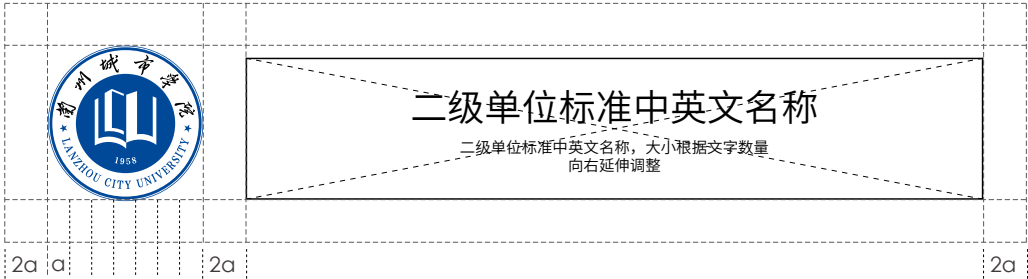 兰州城市学院
1958
LANZHOU CITY UNIVERSITY
二级单位标准中英文名称
二级单位标准中英文名称，大小根据文字数量
向右延伸调整
2a a 2a 2a